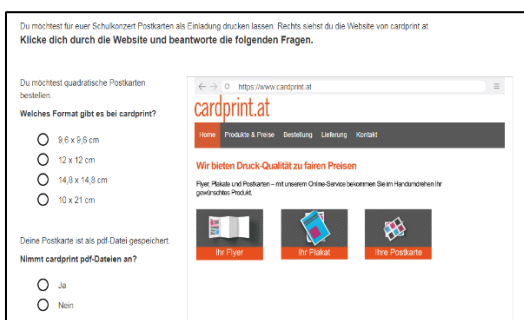 Du möchtest für euer Schulkonzert Postkarten als Einladung drucken lassen. Rechts siehst du die Website von cardprint.at
Klicke dich durch die Website und beantworte die folgenden Fragen.
Du möchtest quadratische Postkarten
bestellen.
Welches Format gibt es bei cardprint?
9,6 x 9,6 cm
12 x 12 cm
14,8 x 14,8 cm
10 x 21 cm
Deine Postkarte ist als pdf-Datei gespeichert.
Nimmt cardprint pdf-Dateien an?
Ja
Nein
https://www.cardprint.at
cardprint.at
Home Produkte & Preise Bestellung Lieferung Kontakt
Wir bieten Druck-Qualität zu fairen Preisen
Flyer, Plakate und Postkarten – mit unserem Online-Service bekommen Sie im Handumdrehen Ihr
gewünschtes Produkt.
Ihr Flyer
Ihr Plakat
Ihre Postkarte